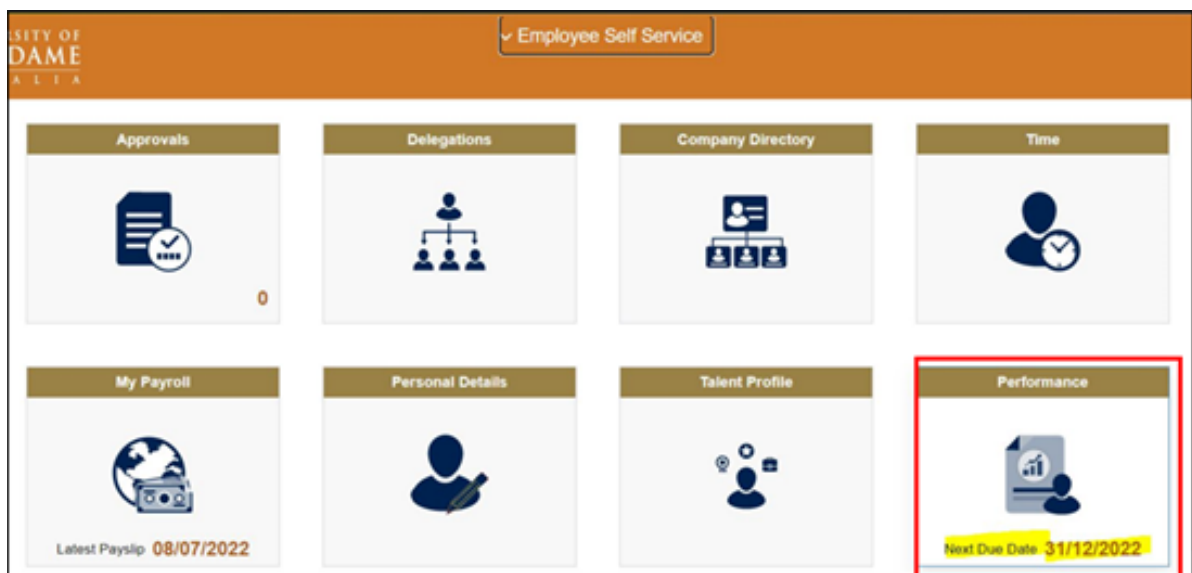 SITY OF
DAME
A L I A
Employee Self Service
Approvals
Delegations
Company Directory
Time
0
My Payroll
Personal Details
Talent Profile
Performance
Latest Payslip 08/07/2022
Next Due Date 31/12/2022